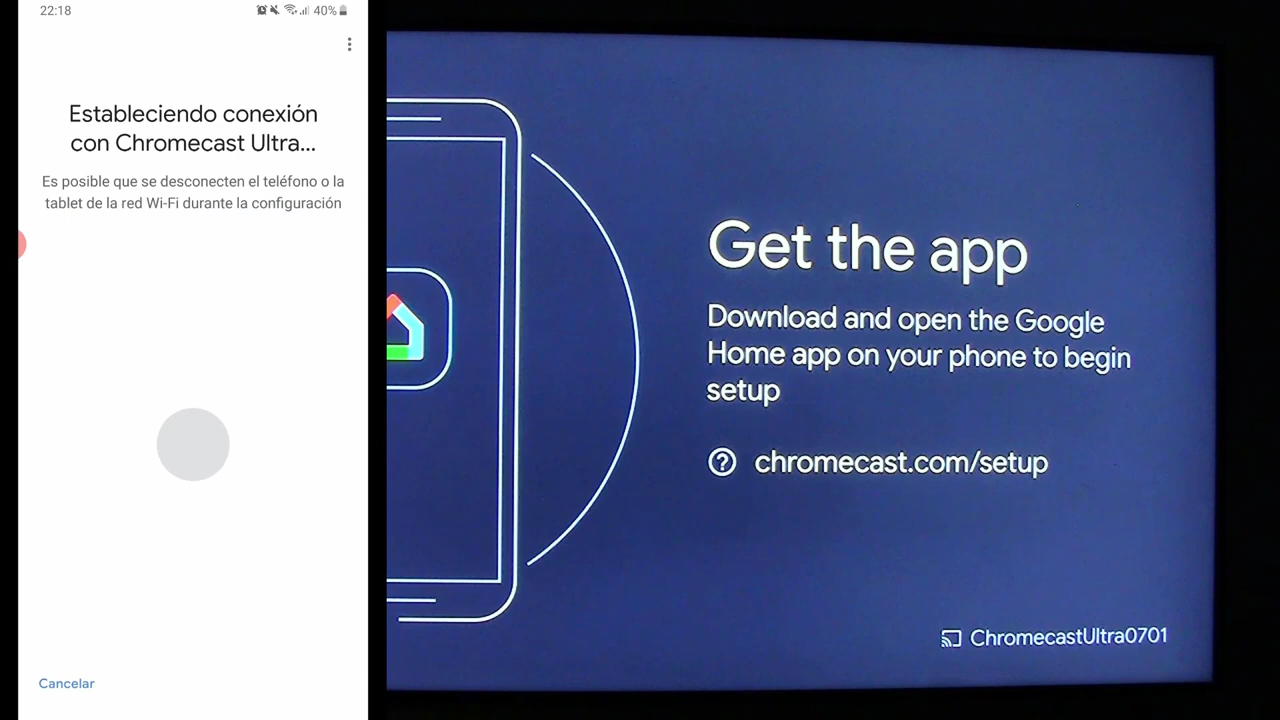 22:18
40%
Estableciendo conexión
con Chromecast Ultra...
Es posible que se desconecten el teléfono o la
tablet de la red Wi-Fi durante la configuración
Cancelar
Get the app
Download and open the Google
Home app on your phone to begin
setup
chromecast.com/setup
ChromecastUltra0701